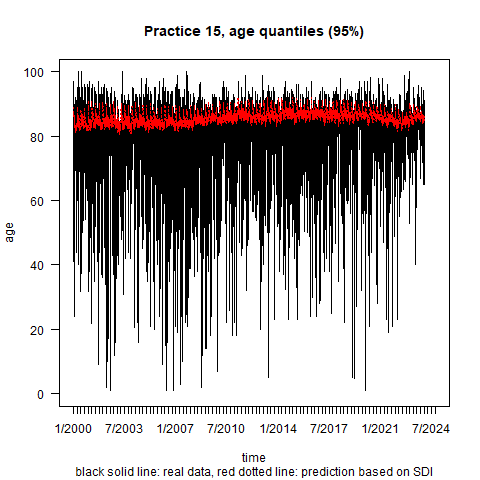 Practice 15, age quantiles (95%)
100
80
60
40
20
0
age
1/2000 7/2003 1/2007 7/2010 1/2014 7/2017 1/2021 7/2024
time
black solid line: real data, red dotted line: prediction based on SDI